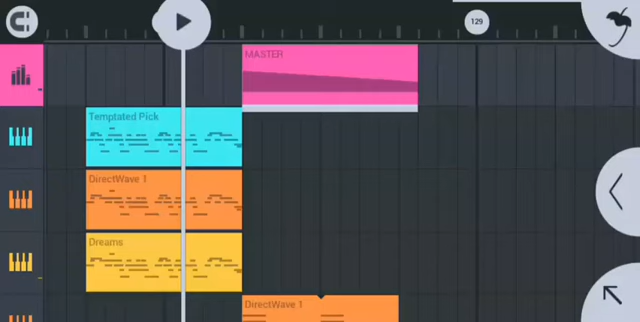 129
MASTER
Temptated Pick
DirectWave 1
Dreams
DirectWave 1